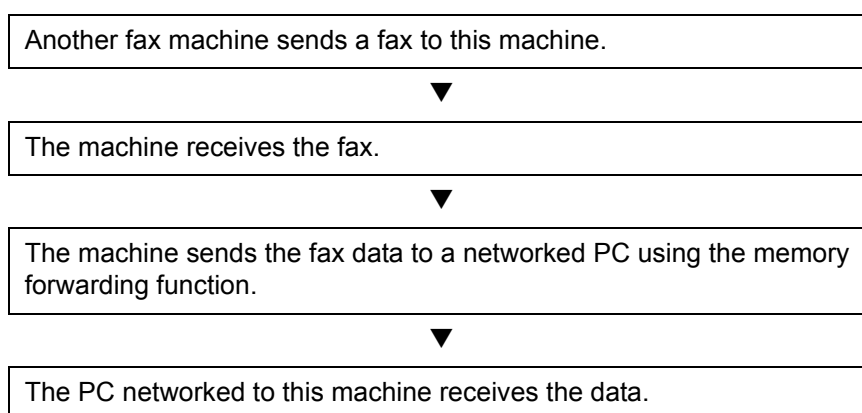 Another fax machine sends a fax to this machine.
▼
The machine receives the fax.
▼
The machine sends the fax data to a networked PC using the memory
forwarding function.
▼
The PC networked to this machine receives the data.